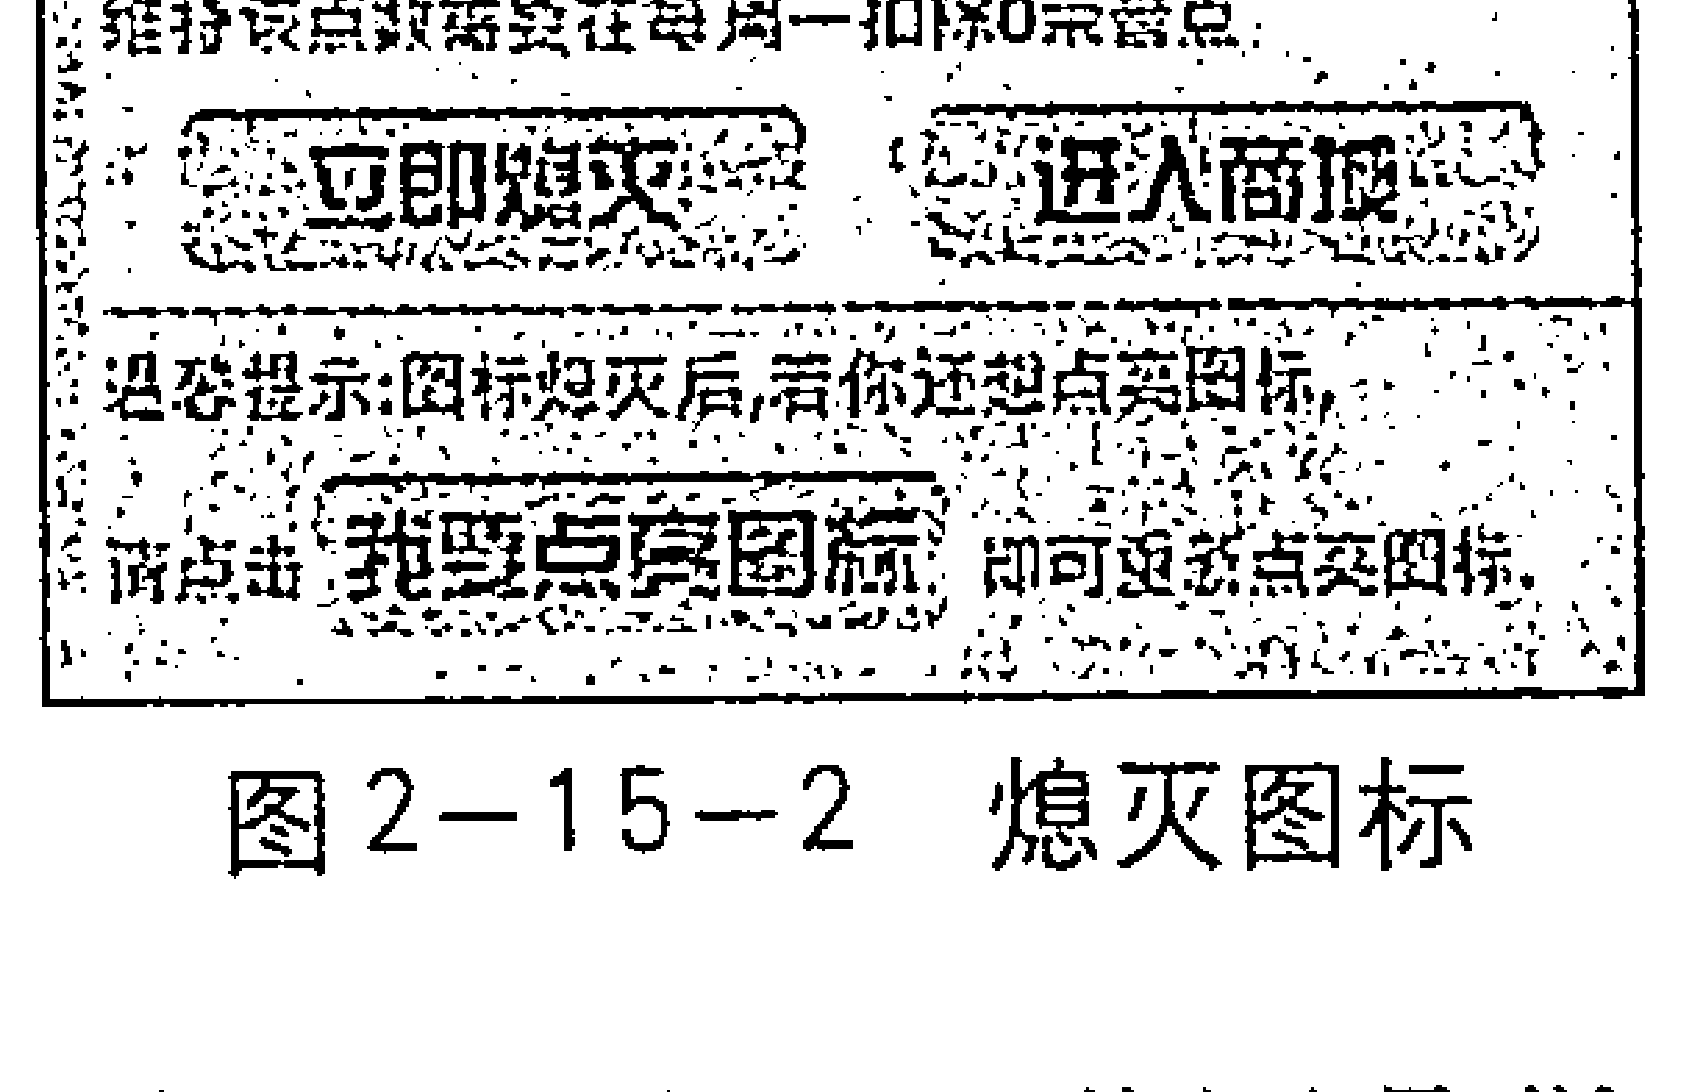 维持该点数需要在每周一扣除0荣誉点.
立即熄灭 进入商城
温馨提示:图标熄灭后,若你还想点亮图标,
请点击 我要点亮图标 即可重新点亮图标.
图2-15-2 熄灭图标